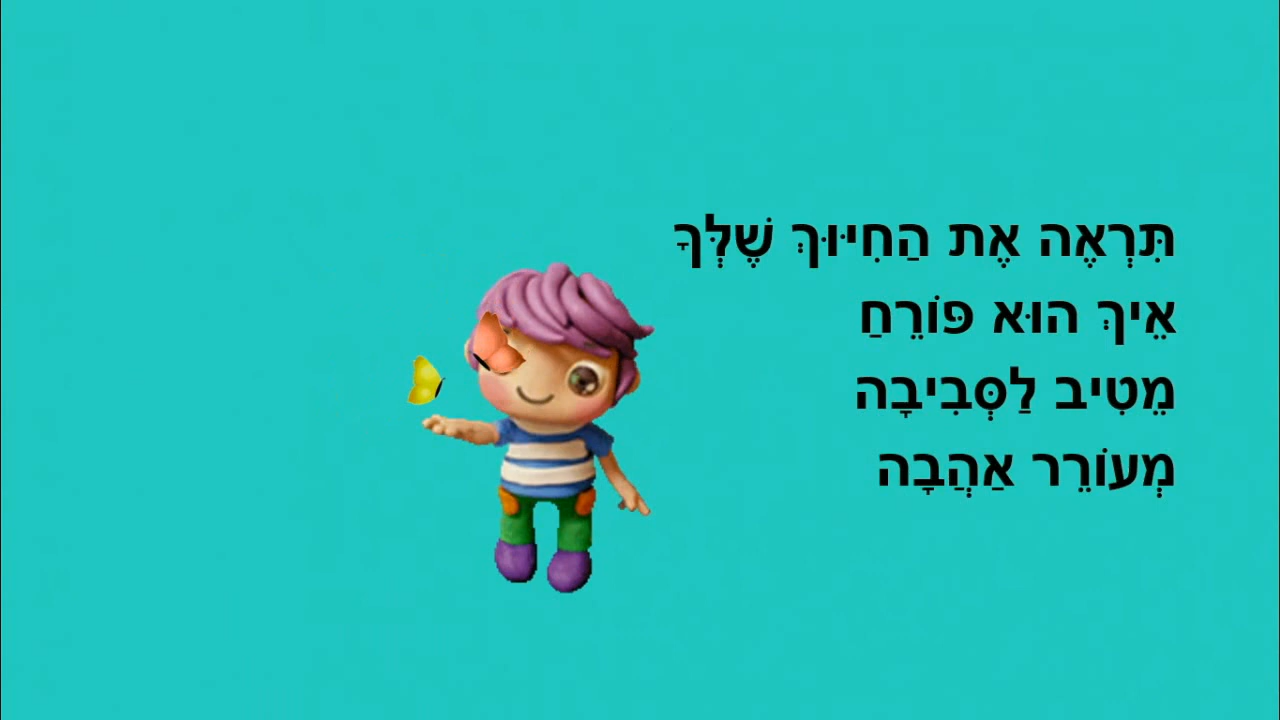 תִּרְאֶה אֶת הַחִיּוּךְ שֶׁלְּךָ
אֵיךְ הוּא פּוֹרֵחַ
מֵטִיב לַסְּבִיבָה
מְעוֹרֵר אַהֲבָה